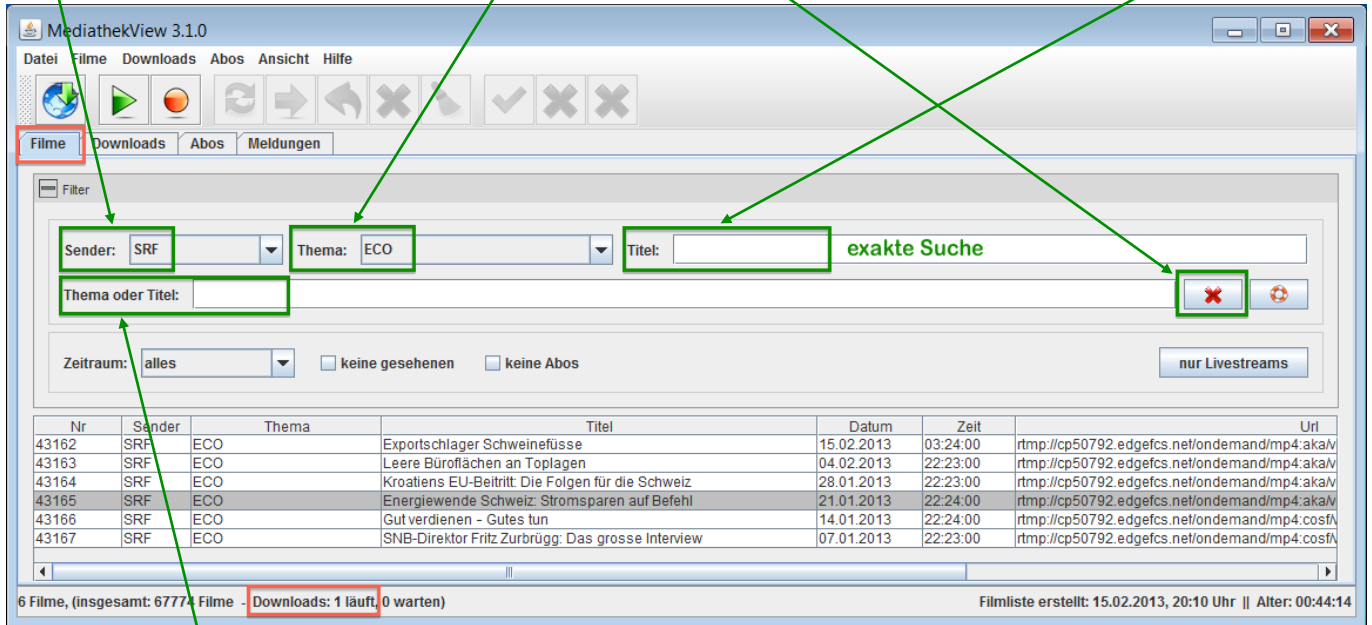 MediathekView 3.1.0
Datei Filme Downloads Abos Ansicht Hilfe
Filme Downloads Abos Meldungen
Filter
Sender: SRF Thema: ECO Titel: exakte Suche
Thema oder Titel:
Zeitraum: alles keine gesehenen keine Abos nur Livestreams
Nr Sender Thema Titel Datum Zeit Url
43162 SRF ECO Exportschlager Schweinefüsse 15.02.2013 03:24:00 rtmp://cp50792.edgefcs.net/ondemand/mp4:aka/v
43163 SRF ECO Leere Büroflächen an Toplagen 04.02.2013 22:23:00 rtmp://cp50792.edgefcs.net/ondemand/mp4:aka/v
43164 SRF ECO Kroatiens EU-Beitritt: Die Folgen für die Schweiz 28.01.2013 22:23:00 rtmp://cp50792.edgefcs.net/ondemand/mp4:aka/v
43165 SRF ECO Energiewende Schweiz: Stromsparen auf Befehl 21.01.2013 22:24:00 rtmp://cp50792.edgefcs.net/ondemand/mp4:aka/v
43166 SRF ECO Gut verdienen - Gutes tun 14.01.2013 22:24:00 rtmp://cp50792.edgefcs.net/ondemand/mp4:cosf/v
43167 SRF ECO SNB-Direktor Fritz Zurbrügg: Das grosse Interview 07.01.2013 22:23:00 rtmp://cp50792.edgefcs.net/ondemand/mp4:cosf/v
6 Filme, (insgesamt: 67774 Filme - Downloads: 1 läuft, 0 warten) Filmliste erstellt: 15.02.2013, 20:10 Uhr || Alter: 00:44:14